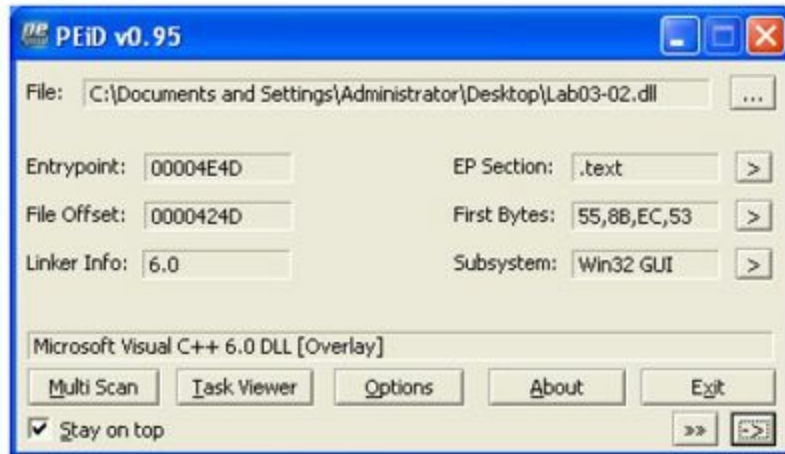 PEiD v0.95
File: C:\Documents and Settings\Administrator\Desktop\Lab03-02.dll ...
Entrypoint: 00004E4D EP Section: .text >
File Offset: 0000424D First Bytes: 55,8B,EC,53 >
Linker Info: 6.0 Subsystem: Win32 GUI >
Microsoft Visual C++ 6.0 DLL [Overlay]
Multi Scan Task Viewer Options About Exit
Stay on top »» ->